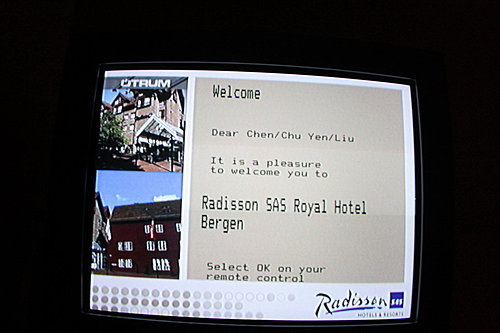 OTRUM
Welcome
Dear Chen/Chu Yen/Liu
It is a pleasure
to welcome you to
Radisson SAS Royal Hotel
Bergen
Select OK on your
remote control
Radisson SAS
HOTELS & RESORTS